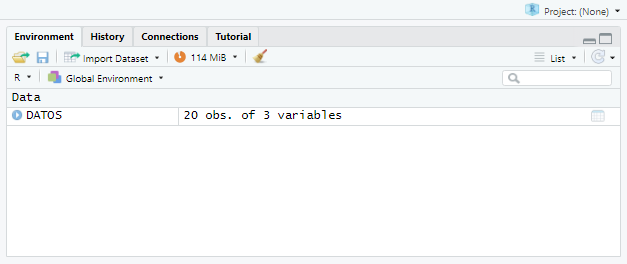 Project: (None)
Environment History Connections Tutorial
Import Dataset 114 MiB List
R Global Environment
Data
DATOS 20 obs. of 3 variables